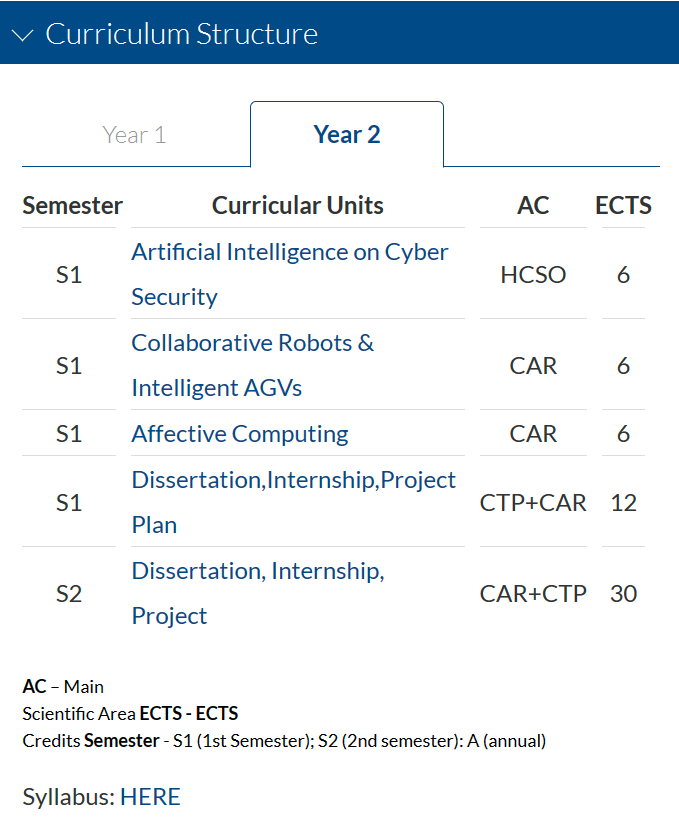 Curriculum Structure
Year 1 Year 2
Semester Curricular Units AC ECTS
S1 Artificial Intelligence on Cyber Security HCSO 6
S1 Collaborative Robots & Intelligent AGVs CAR 6
S1 Affective Computing CAR 6
S1 Dissertation,Internship,Project Plan CTP+CAR 12
S2 Dissertation, Internship, Project CAR+CTP 30
AC – Main
Scientific Area ECTS - ECTS
Credits Semester - S1 (1st Semester); S2 (2nd semester): A (annual)
Syllabus: HERE